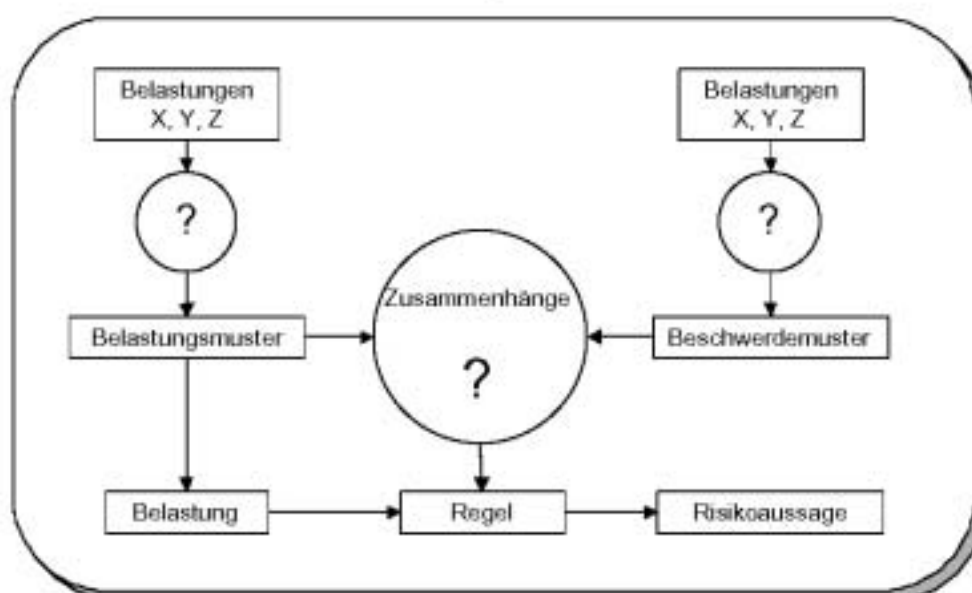 Belastungen
X, Y, Z
Belastungen
X, Y, Z
?
?
Zusammenhänge
?
Belastungsmuster
Beschwerdemuster
Belastung
Regel
Risikoaussage